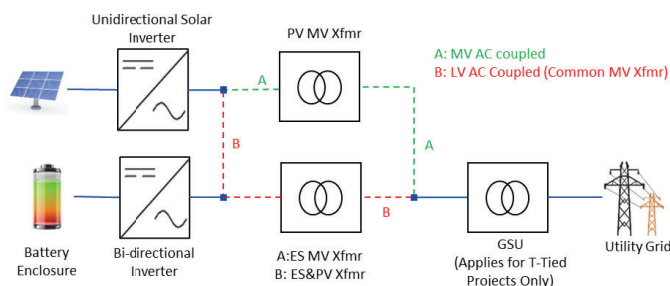 Unidirectional Solar
Inverter
PV MV Xfmr
A: MV AC coupled
B: LV AC Coupled (Common MV Xfmr)
A
B
A
B
Battery
Enclosure
Bi-directional
Inverter
A:ES MV Xfmr
B: ES&PV Xfmr
GSU
(Applies for T-Tied
Projects Only)
Utility Grid